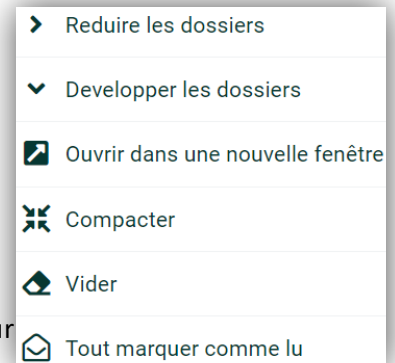 Reduire les dossiers
Developper les dossiers
Ouvrir dans une nouvelle fenêtre
Compacter
Vider
Tout marquer comme lu